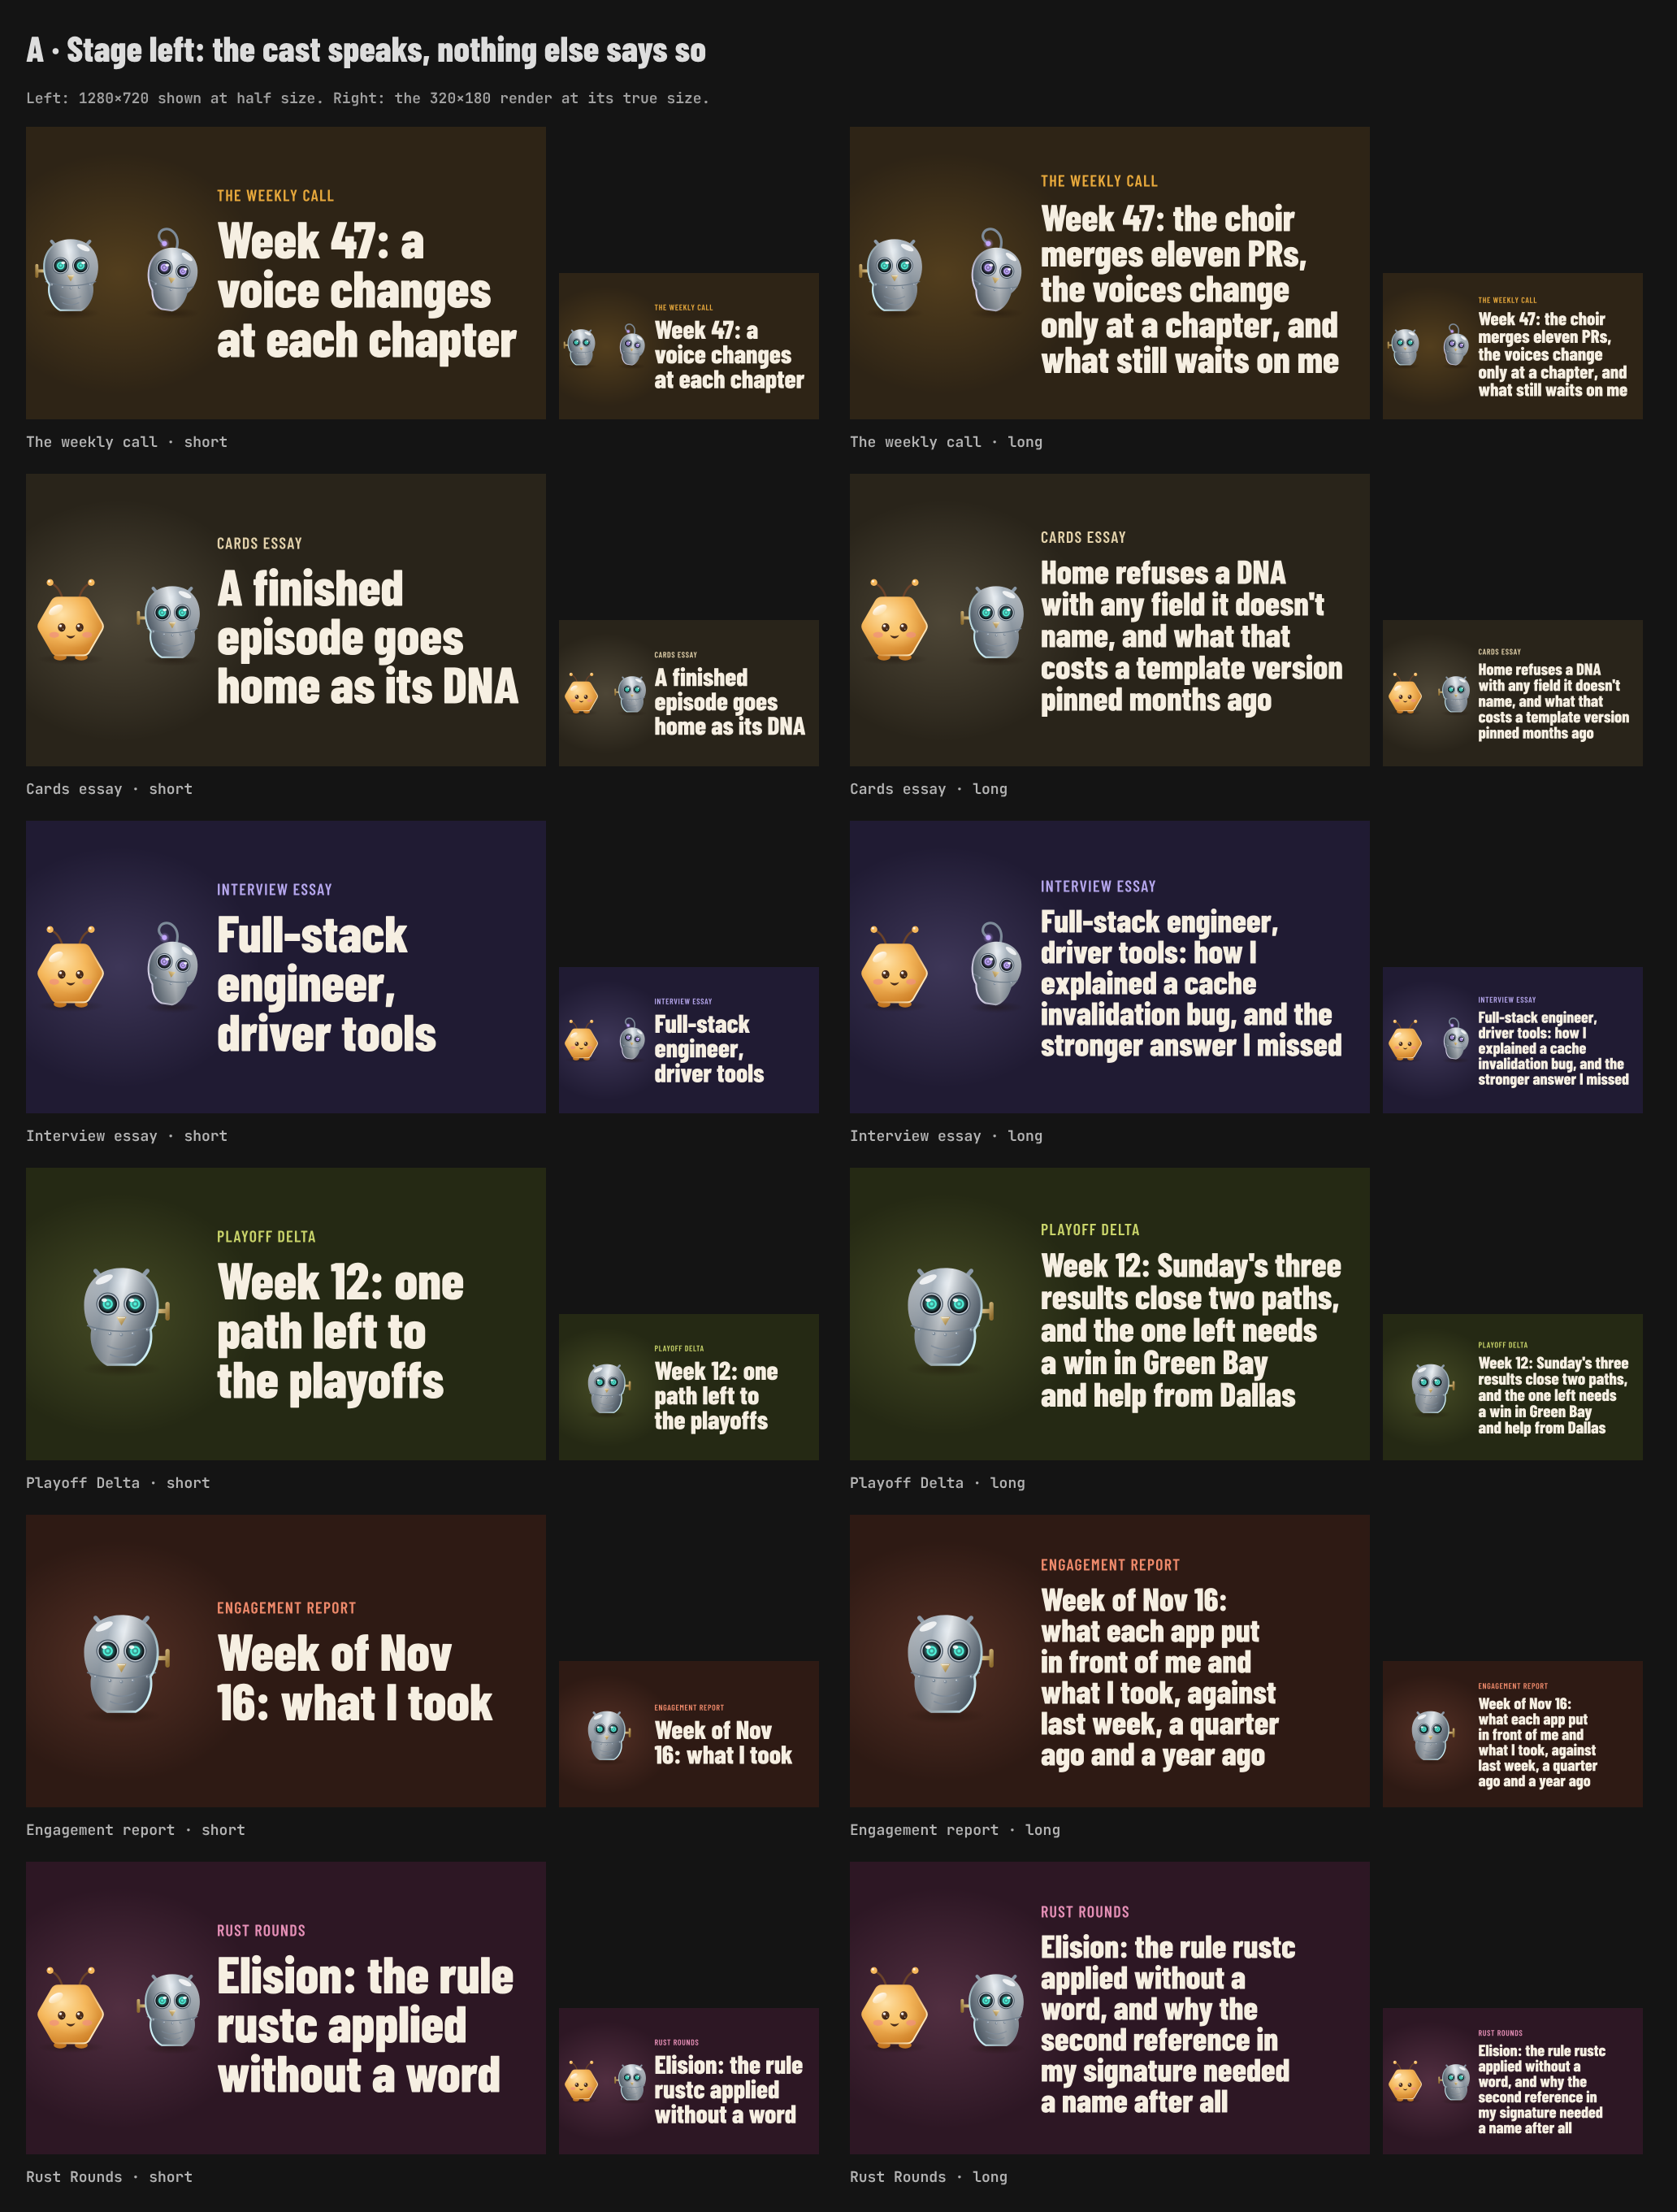 A · Stage left: the cast speaks, nothing else says so
Left: 1280×720 shown at half size. Right: the 320×180 render at its true size.
THE WEEKLY CALL
Week 47: a
voice changes
at each chapter
THE WEEKLY CALL
Week 47: a
voice changes
at each chapter
The weekly call · short
THE WEEKLY CALL
Week 47: the choir
merges eleven PRs,
the voices change
only at a chapter, and
what still waits on me
THE WEEKLY CALL
Week 47: the choir
merges eleven PRs,
the voices change
only at a chapter, and
what still waits on me
The weekly call · long
CARDS ESSAY
A finished
episode goes
home as its DNA
CARDS ESSAY
A finished
episode goes
home as its DNA
Cards essay · short
CARDS ESSAY
Home refuses a DNA
with any field it doesn't
name, and what that
costs a template version
pinned months ago
CARDS ESSAY
Home refuses a DNA
with any field it doesn't
name, and what that
costs a template version
pinned months ago
Cards essay · long
INTERVIEW ESSAY
Full-stack
engineer,
driver tools
INTERVIEW ESSAY
Full-stack
engineer,
driver tools
Interview essay · short
INTERVIEW ESSAY
Full-stack engineer,
driver tools: how I
explained a cache
invalidation bug, and the
stronger answer I missed
INTERVIEW ESSAY
Full-stack engineer,
driver tools: how I
explained a cache
invalidation bug, and the
stronger answer I missed
Interview essay · long
PLAYOFF DELTA
Week 12: one
path left to
the playoffs
PLAYOFF DELTA
Week 12: one
path left to
the playoffs
Playoff Delta · short
PLAYOFF DELTA
Week 12: Sunday's three
results close two paths,
and the one left needs
a win in Green Bay
and help from Dallas
PLAYOFF DELTA
Week 12: Sunday's three
results close two paths,
and the one left needs
a win in Green Bay
and help from Dallas
Playoff Delta · long
ENGAGEMENT REPORT
Week of Nov
16: what I took
ENGAGEMENT REPORT
Week of Nov
16: what I took
Engagement report · short
ENGAGEMENT REPORT
Week of Nov 16:
what each app put
in front of me and
what I took, against
last week, a quarter
ago and a year ago
ENGAGEMENT REPORT
Week of Nov 16:
what each app put
in front of me and
what I took, against
last week, a quarter
ago and a year ago
Engagement report · long
RUST ROUNDS
Elision: the rule
rustc applied
without a word
RUST ROUNDS
Elision: the rule
rustc applied
without a word
Rust Rounds · short
RUST ROUNDS
Elision: the rule rustc
applied without a
word, and why the
second reference in
my signature needed
a name after all
RUST ROUNDS
Elision: the rule rustc
applied without a
word, and why the
second reference in
my signature needed
a name after all
Rust Rounds · long